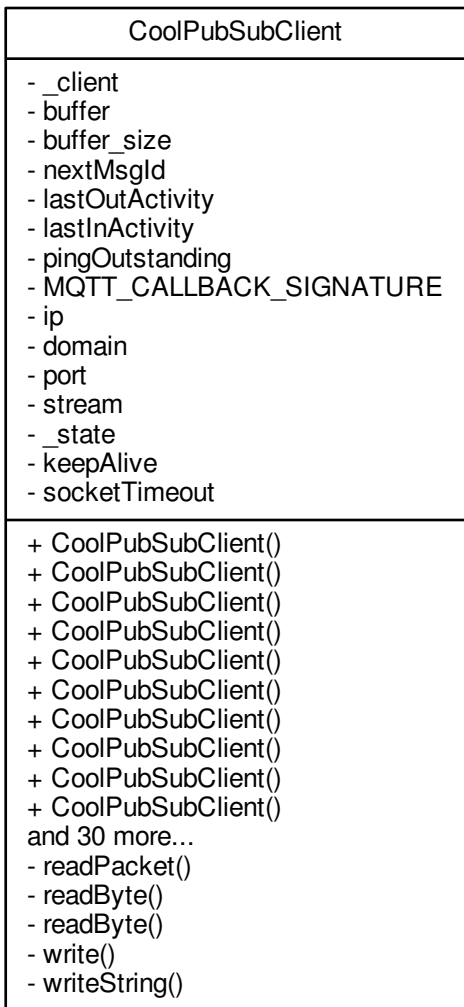 CoolPubSubClient
- _client
- buffer
- buffer_size
- nextMsgId
- lastOutActivity
- lastInActivity
- pingOutstanding
- MQTT_CALLBACK_SIGNATURE
- ip
- domain
- port
- stream
- _state
- keepAlive
- socketTimeout
+ CoolPubSubClient()
+ CoolPubSubClient()
+ CoolPubSubClient()
+ CoolPubSubClient()
+ CoolPubSubClient()
+ CoolPubSubClient()
+ CoolPubSubClient()
+ CoolPubSubClient()
+ CoolPubSubClient()
+ CoolPubSubClient()
and 30 more...
- readPacket()
- readByte()
- readByte()
- write()
- writeString()